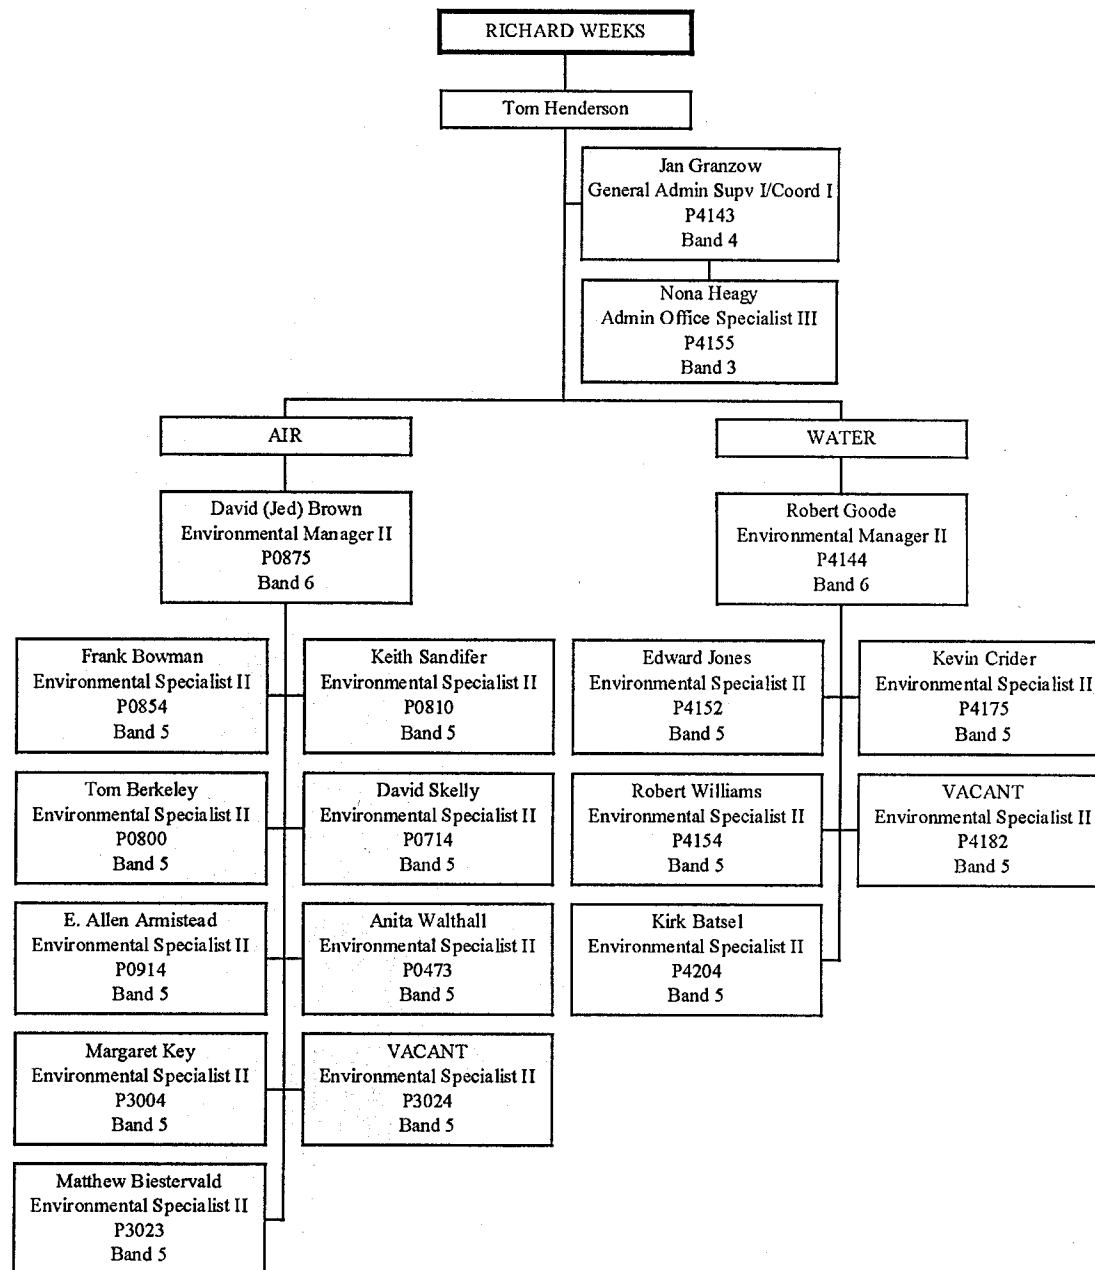 RICHARD WEEKS
Tom Henderson
Jan Granzow
General Admin Supv I/Coord I
P4143
Band 4
Nona Heagy
Admin Office Specialist III
P4155
Band 3
AIR
WATER
David (Jed) Brown
Environmental Manager II
P0875
Band 6
Robert Goode
Environmental Manager II
P4144
Band 6
Frank Bowman
Environmental Specialist II
P0854
Band 5
Keith Sandifer
Environmental Specialist II
P0810
Band 5
Edward Jones
Environmental Specialist II
P4152
Band 5
Kevin Crider
Environmental Specialist II
P4175
Band 5
Tom Berkeley
Environmental Specialist II
P0800
Band 5
David Skelly
Environmental Specialist II
P0714
Band 5
Robert Williams
Environmental Specialist II
P4154
Band 5
VACANT
Environmental Specialist II
P4182
Band 5
E. Allen Armistead
Environmental Specialist II
P0914
Band 5
Anita Walthall
Environmental Specialist II
P0473
Band 5
Kirk Batsel
Environmental Specialist II
P4204
Band 5
Margaret Key
Environmental Specialist II
P3004
Band 5
VACANT
Environmental Specialist II
P3024
Band 5
Matthew Biestervald
Environmental Specialist II
P3023
Band 5